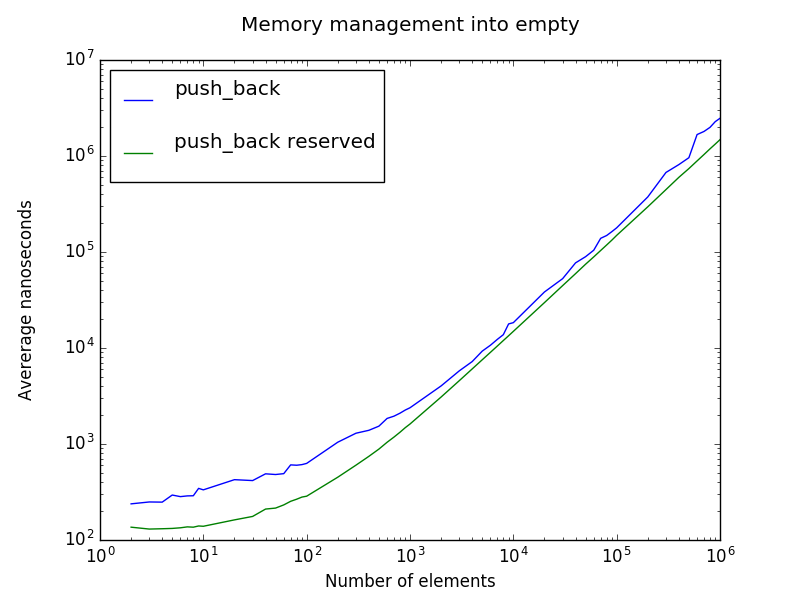 Memory management into empty
10^7
push_back
push_back reserved
10^6
10^5
10^4
10^3
10^2
Avererage nanoseconds
10^0 10^1 10^2 10^3 10^4 10^5 10^6
Number of elements